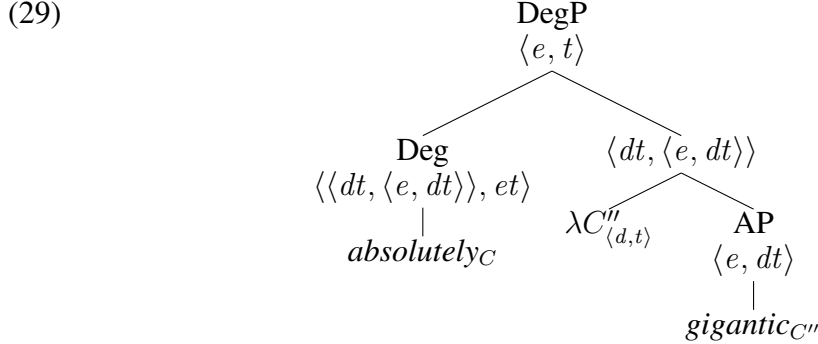 (29) DegP
⟨e, t⟩
Deg ⟨dt, ⟨e, dt⟩⟩
⟨⟨dt, ⟨e, dt⟩⟩, et⟩ λC″⟨d,t⟩ AP
absolutely_C ⟨e, dt⟩
gigantic_C″